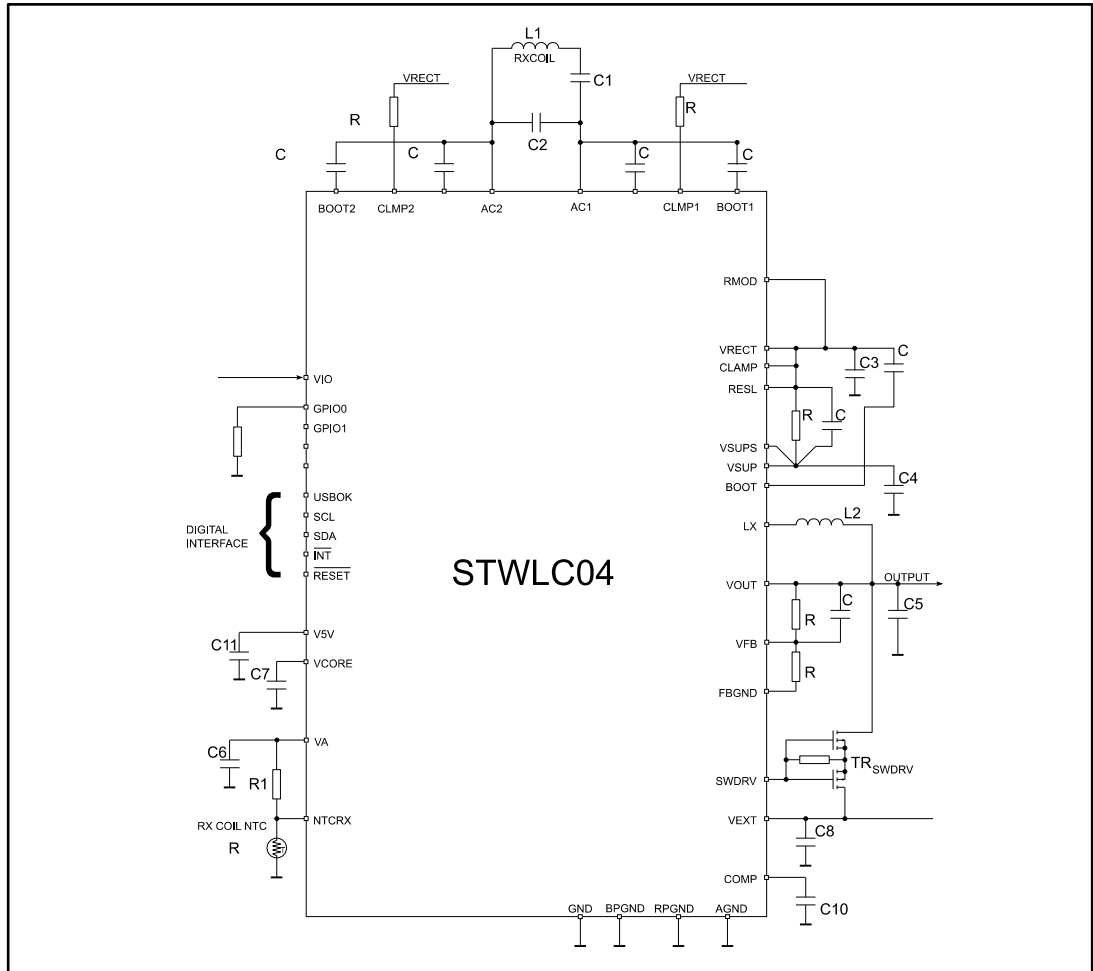 L1
RXCOIL
C1
VRECT
VRECT
R
R
C2
C
C
C
C
BOOT2
CLMP2
AC2
AC1
CLMP1
BOOT1
RMOD
VRECT
C3
C
CLAMP
VIO
RESL
GPIO0
R
C
GPIO1
VSUPS
VSUP
C4
BOOT
USBOK
SCL
L2
LX
DIGITAL
INTERFACE
SDA
INT
RESET
STWLC04
VOUT
OUTPUT
C
C5
R
V5V
C11
VFB
VCORE
C7
R
FBGND
VA
C6
R1
SWDRV
TRSWDRV
NTCRX
RX COIL NTC
R
T
VEXT
C8
COMP
C10
GND
BPGND
RPGND
AGND